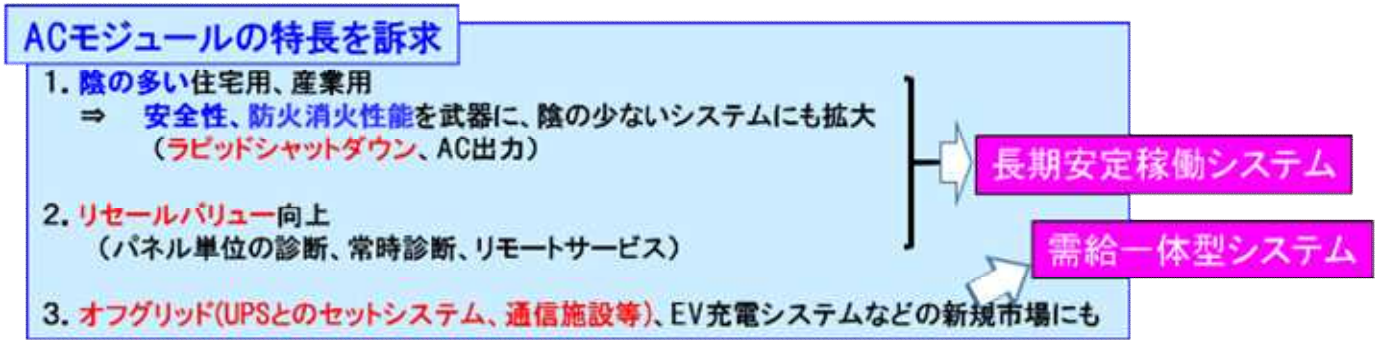 ACモジュールの特長を訴求
1. 陰の多い住宅用、産業用
⇒ 安全性、防火消火性能を武器に、陰の少ないシステムにも拡大
(ラピッドシャットダウン、AC出力)
長期安定稼働システム
2. リセールバリュー向上
(パネル単位の診断、常時診断、リモートサービス)
需給一体型システム
3. オフグリッド(UPSとのセットシステム、通信施設等)、EV充電システムなどの新規市場にも